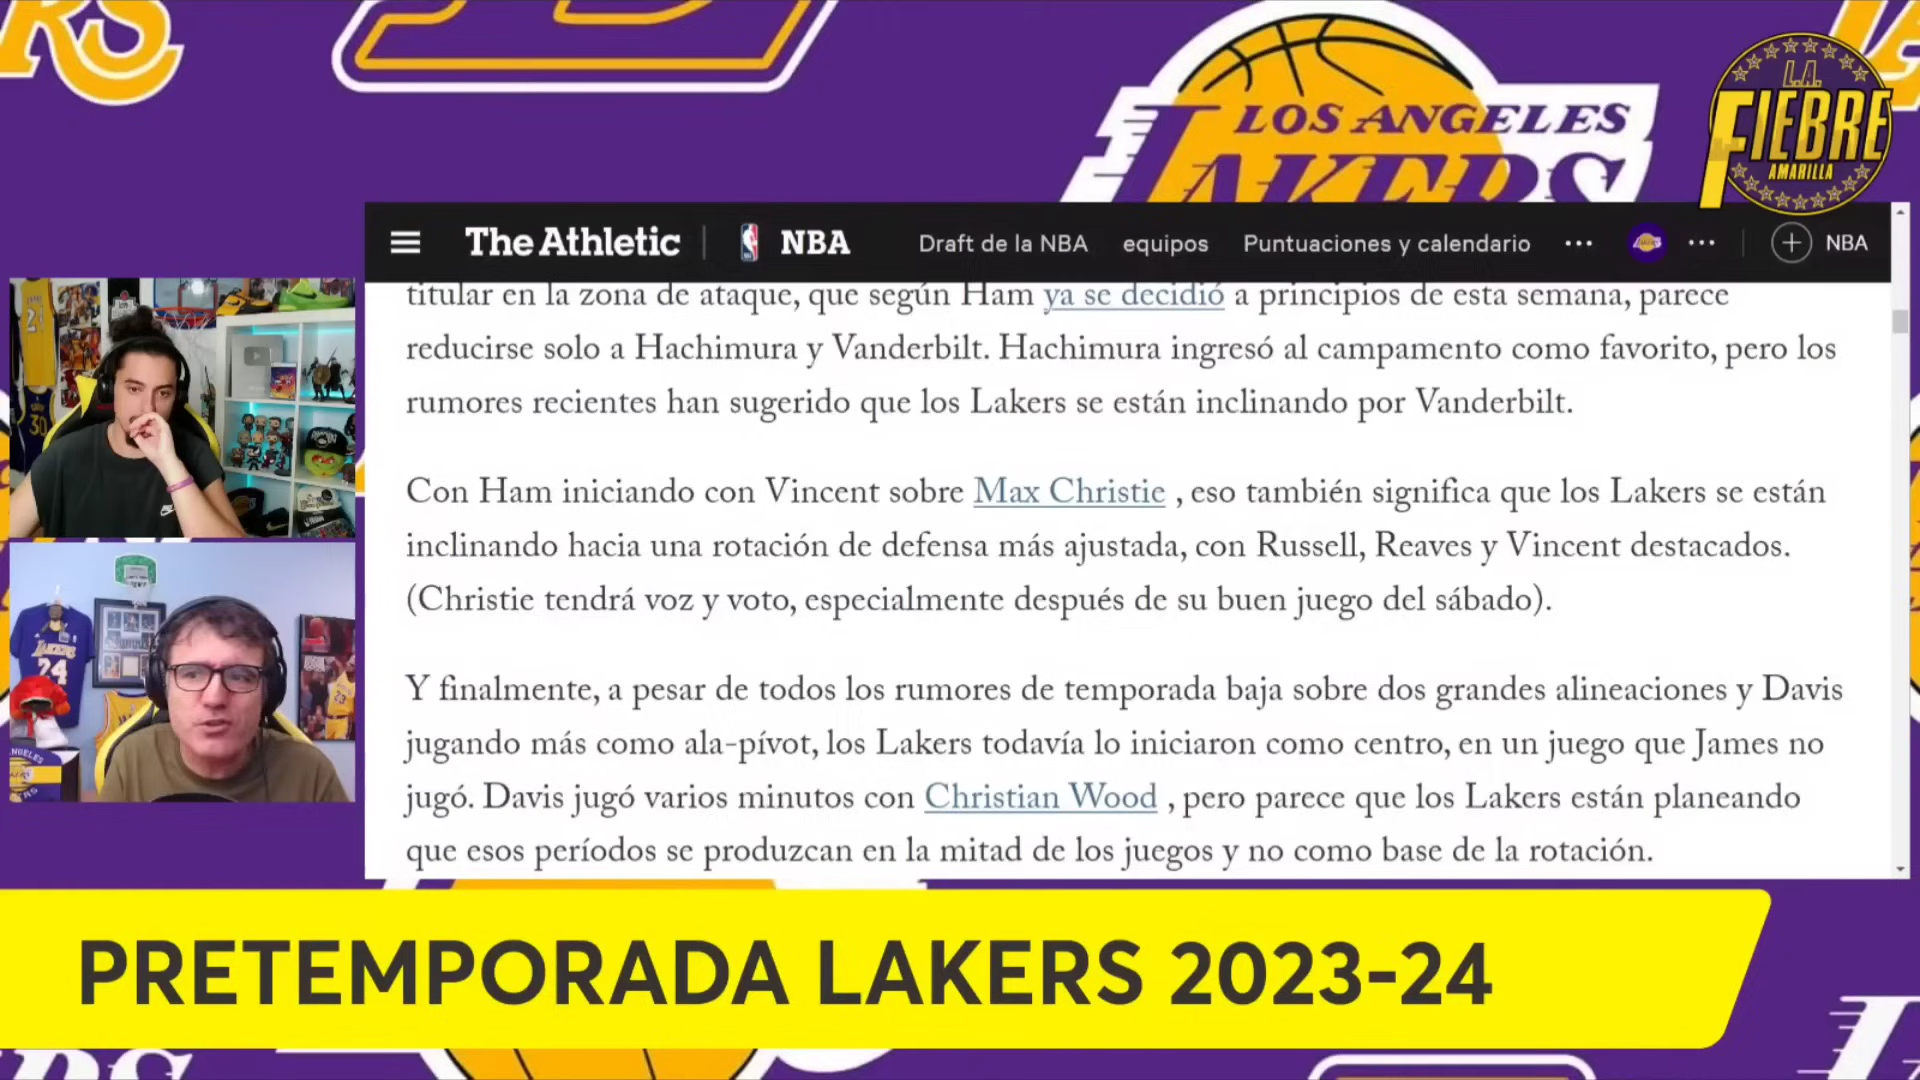 RS
LOS ANGELES
LAKERS
L.A.
FIEBRE
AMARILLA
The Athletic
NBA
Draft de la NBA
equipos
Puntuaciones y calendario
NBA
titular en la zona de ataque, que según Ham ya se decidió a principios de esta semana, parece
reducirse solo a Hachimura y Vanderbilt. Hachimura ingresó al campamento como favorito, pero los
rumores recientes han sugerido que los Lakers se están inclinando por Vanderbilt.
Con Ham iniciando con Vincent sobre Max Christie , eso también significa que los Lakers se están
inclinando hacia una rotación de defensa más ajustada, con Russell, Reaves y Vincent destacados.
(Christie tendrá voz y voto, especialmente después de su buen juego del sábado).
Y finalmente, a pesar de todos los rumores de temporada baja sobre dos grandes alineaciones y Davis
jugando más como ala-pívot, los Lakers todavía lo iniciaron como centro, en un juego que James no
jugó. Davis jugó varios minutos con Christian Wood , pero parece que los Lakers están planeando
que esos períodos se produzcan en la mitad de los juegos y no como base de la rotación.
30
LAKERS
24
23
PRETEMPORADA LAKERS 2023-24